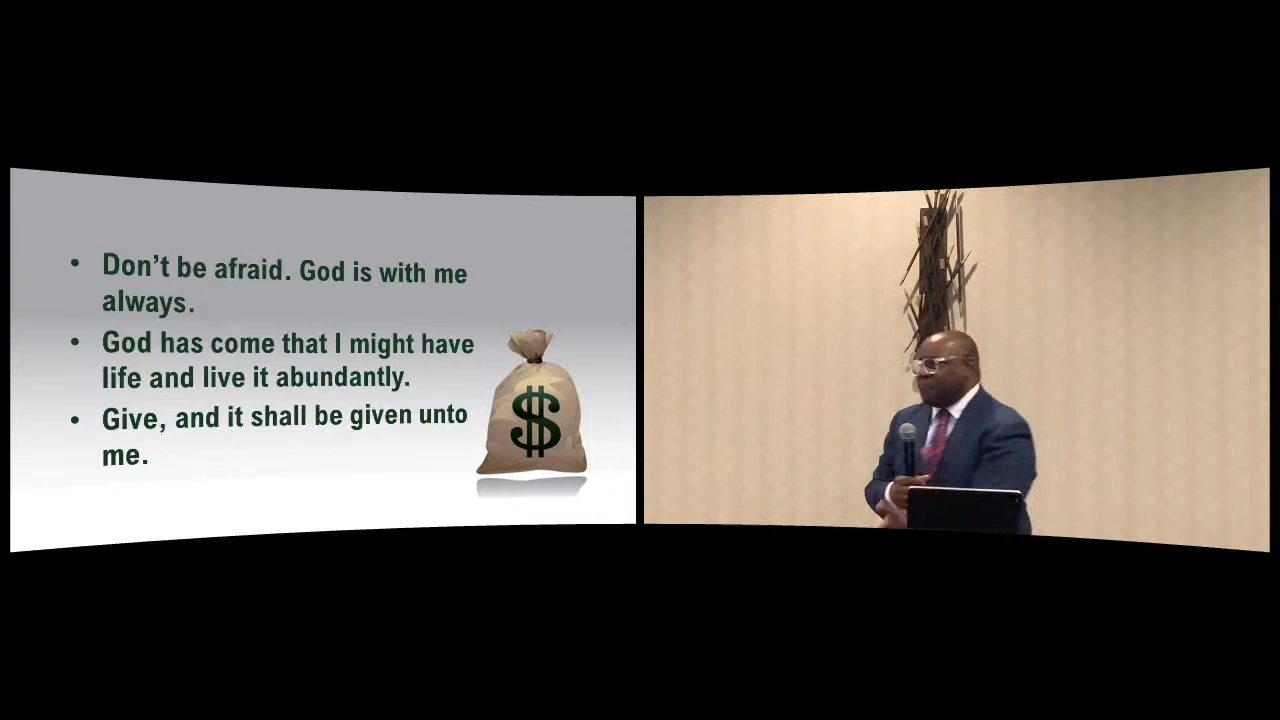 • Don't be afraid. God is with me
always.
• God has come that I might have
life and live it abundantly.
• Give, and it shall be given unto
me.
$